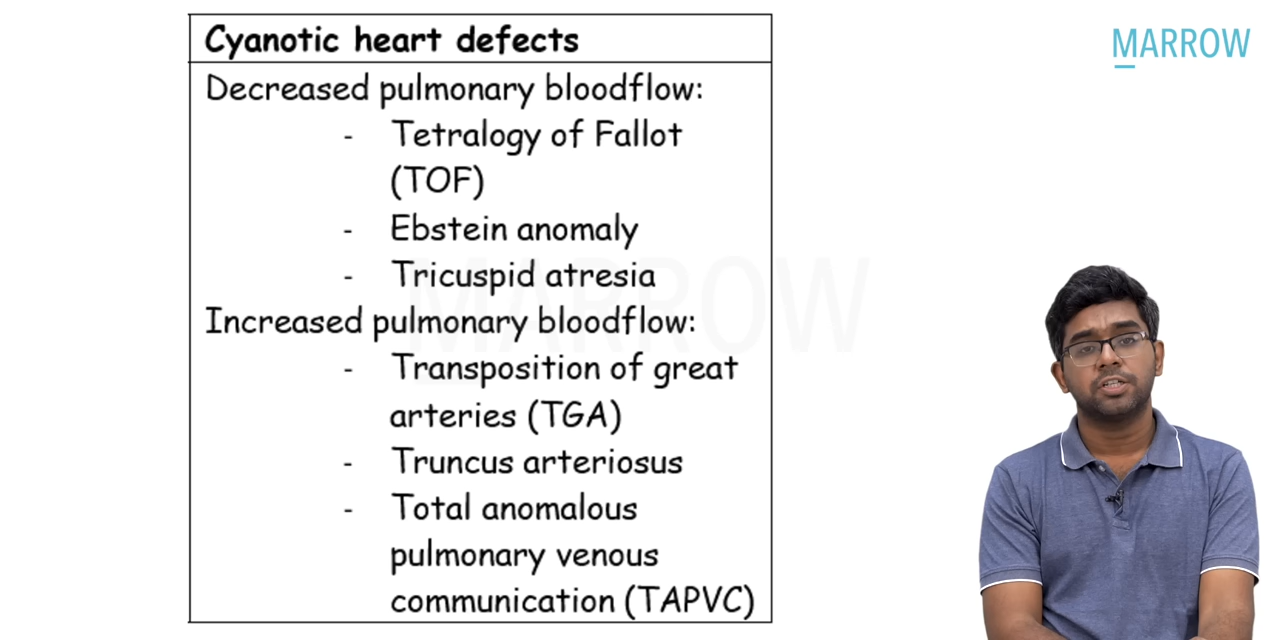 Cyanotic heart defects
MARROW
Decreased pulmonary bloodflow:
- Tetralogy of Fallot
(TOF)
- Ebstein anomaly
- Tricuspid atresia
MARROW
Increased pulmonary bloodflow:
- Transposition of great
arteries (TGA)
- Truncus arteriosus
- Total anomalous
pulmonary venous
communication (TAPVC)